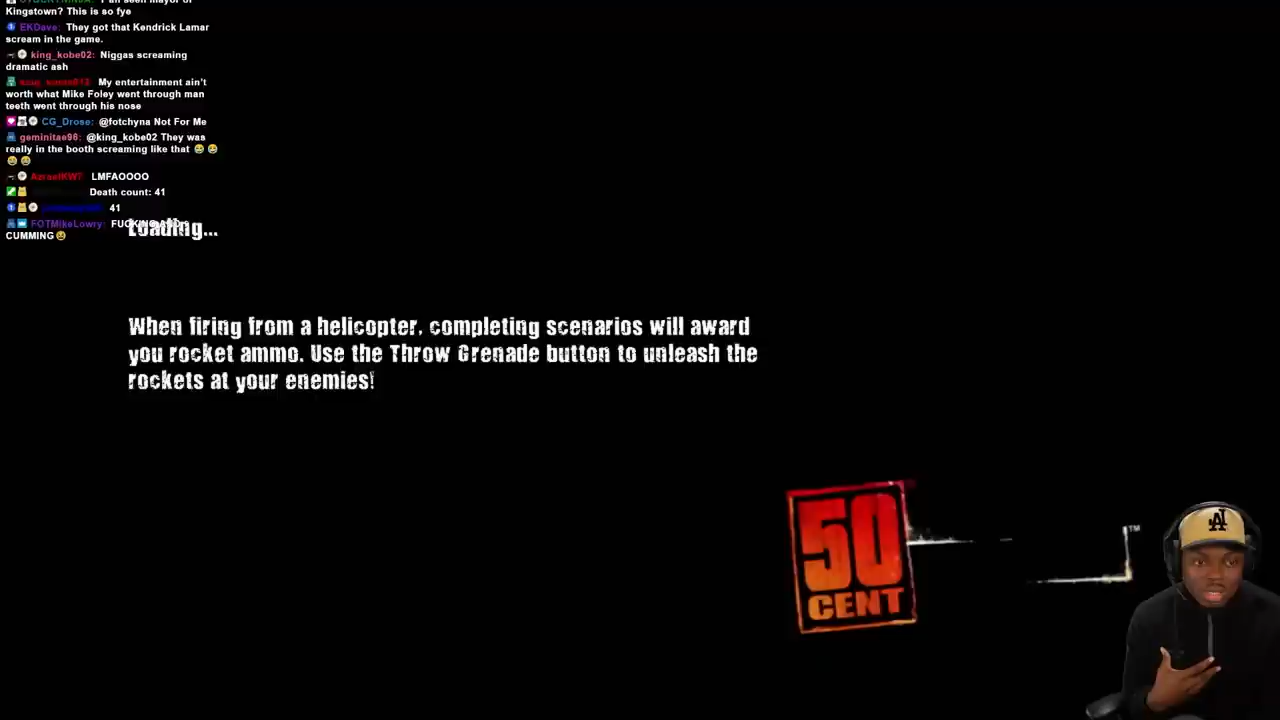 Kingstown? This is so fye
EKDave: They got that Kendrick Lamar
scream in the game.
king_kobe02: Niggas screaming
dramatic ash
My entertainment ain't
worth what Mike Foley went through man
teeth went through his nose
CG_Drose: @fotchyna Not For Me
geminitae96: @king_kobe02 They was
really in the booth screaming like that
AzraelKW7: LMFAOOOO
Death count: 41
41
FOTMikeLowry:
CUMMING
Loading...
When firing from a helicopter, completing scenarios will award
you rocket ammo. Use the Throw Grenade button to unleash the
rockets at your enemies!
50
CENT
TM
LA